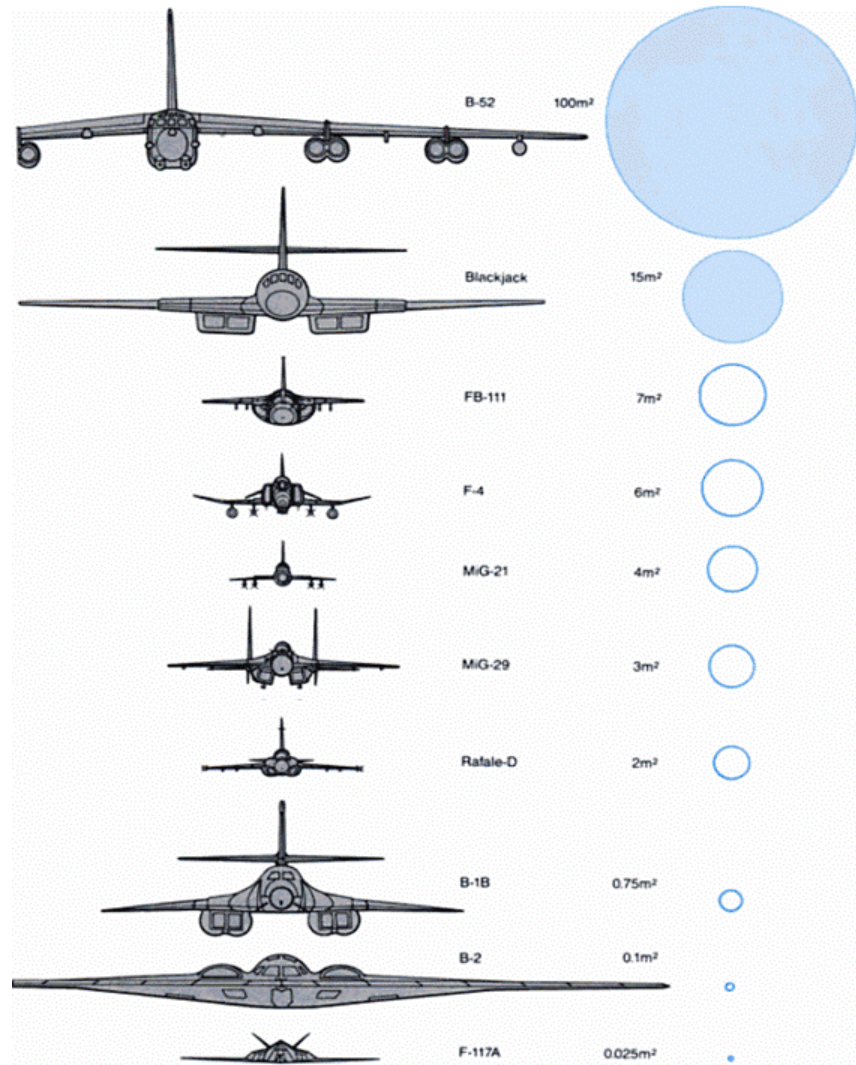 B-52 100m²
Blackjack 15m²
FB-111 7m²
F-4 6m²
MiG-21 4m²
MiG-29 3m²
Rafale-D 2m²
B-1B 0.75m²
B-2 0.1m²
F-117A 0.025m²